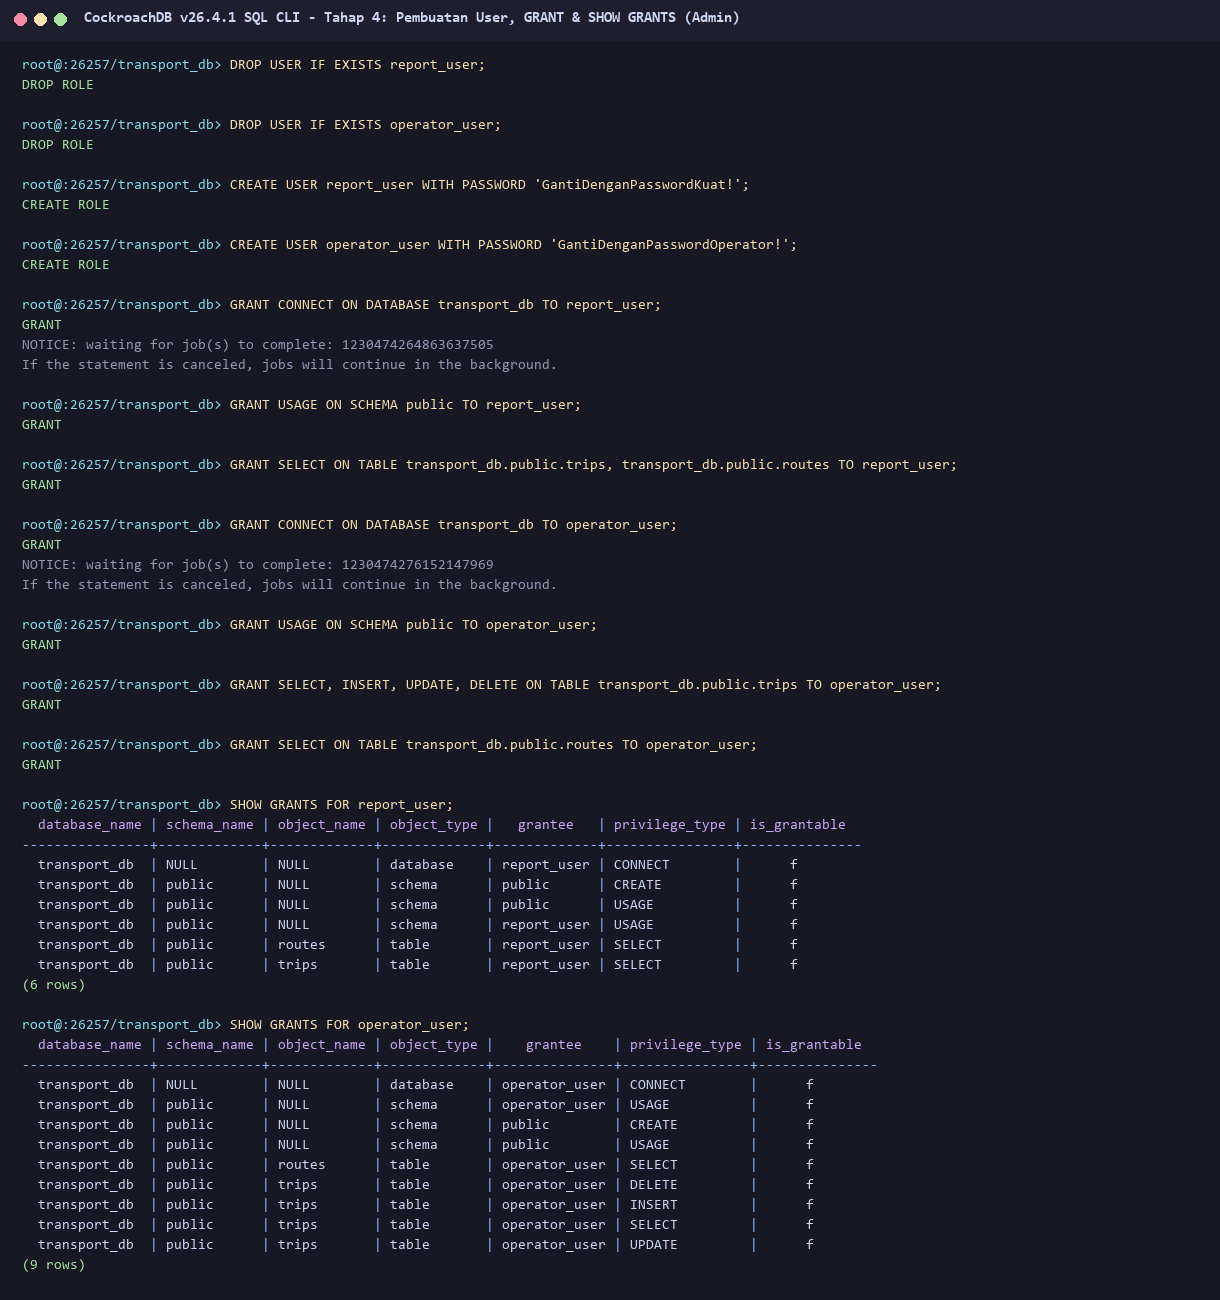 CockroachDB v26.4.1 SQL CLI - Tahap 4: Pembuatan User, GRANT & SHOW GRANTS (Admin)
root@:26257/transport_db> DROP USER IF EXISTS report_user;
DROP ROLE
root@:26257/transport_db> DROP USER IF EXISTS operator_user;
DROP ROLE
root@:26257/transport_db> CREATE USER report_user WITH PASSWORD 'GantiDenganPasswordKuat!';
CREATE ROLE
root@:26257/transport_db> CREATE USER operator_user WITH PASSWORD 'GantiDenganPasswordOperator!';
CREATE ROLE
root@:26257/transport_db> GRANT CONNECT ON DATABASE transport_db TO report_user;
GRANT
NOTICE: waiting for job(s) to complete: 1230474264863637505
If the statement is canceled, jobs will continue in the background.
root@:26257/transport_db> GRANT USAGE ON SCHEMA public TO report_user;
GRANT
root@:26257/transport_db> GRANT SELECT ON TABLE transport_db.public.trips, transport_db.public.routes TO report_user;
GRANT
root@:26257/transport_db> GRANT CONNECT ON DATABASE transport_db TO operator_user;
GRANT
NOTICE: waiting for job(s) to complete: 1230474276152147969
If the statement is canceled, jobs will continue in the background.
root@:26257/transport_db> GRANT USAGE ON SCHEMA public TO operator_user;
GRANT
root@:26257/transport_db> GRANT SELECT, INSERT, UPDATE, DELETE ON TABLE transport_db.public.trips TO operator_user;
GRANT
root@:26257/transport_db> GRANT SELECT ON TABLE transport_db.public.routes TO operator_user;
GRANT
root@:26257/transport_db> SHOW GRANTS FOR report_user;
  database_name | schema_name | object_name | object_type |   grantee   | privilege_type | is_grantable
----------------+-------------+-------------+-------------+-------------+----------------+---------------
  transport_db  | NULL        | NULL        | database    | report_user | CONNECT        |      f
  transport_db  | public      | NULL        | schema      | public      | CREATE         |      f
  transport_db  | public      | NULL        | schema      | public      | USAGE          |      f
  transport_db  | public      | NULL        | schema      | report_user | USAGE          |      f
  transport_db  | public      | routes      | table       | report_user | SELECT         |      f
  transport_db  | public      | trips       | table       | report_user | SELECT         |      f
(6 rows)
root@:26257/transport_db> SHOW GRANTS FOR operator_user;
  database_name | schema_name | object_name | object_type |    grantee    | privilege_type | is_grantable
----------------+-------------+-------------+-------------+---------------+----------------+---------------
  transport_db  | NULL        | NULL        | database    | operator_user | CONNECT        |      f
  transport_db  | public      | NULL        | schema      | operator_user | USAGE          |      f
  transport_db  | public      | NULL        | schema      | public        | CREATE         |      f
  transport_db  | public      | NULL        | schema      | public        | USAGE          |      f
  transport_db  | public      | routes      | table       | operator_user | SELECT         |      f
  transport_db  | public      | trips       | table       | operator_user | DELETE         |      f
  transport_db  | public      | trips       | table       | operator_user | INSERT         |      f
  transport_db  | public      | trips       | table       | operator_user | SELECT         |      f
  transport_db  | public      | trips       | table       | operator_user | UPDATE         |      f
(9 rows)